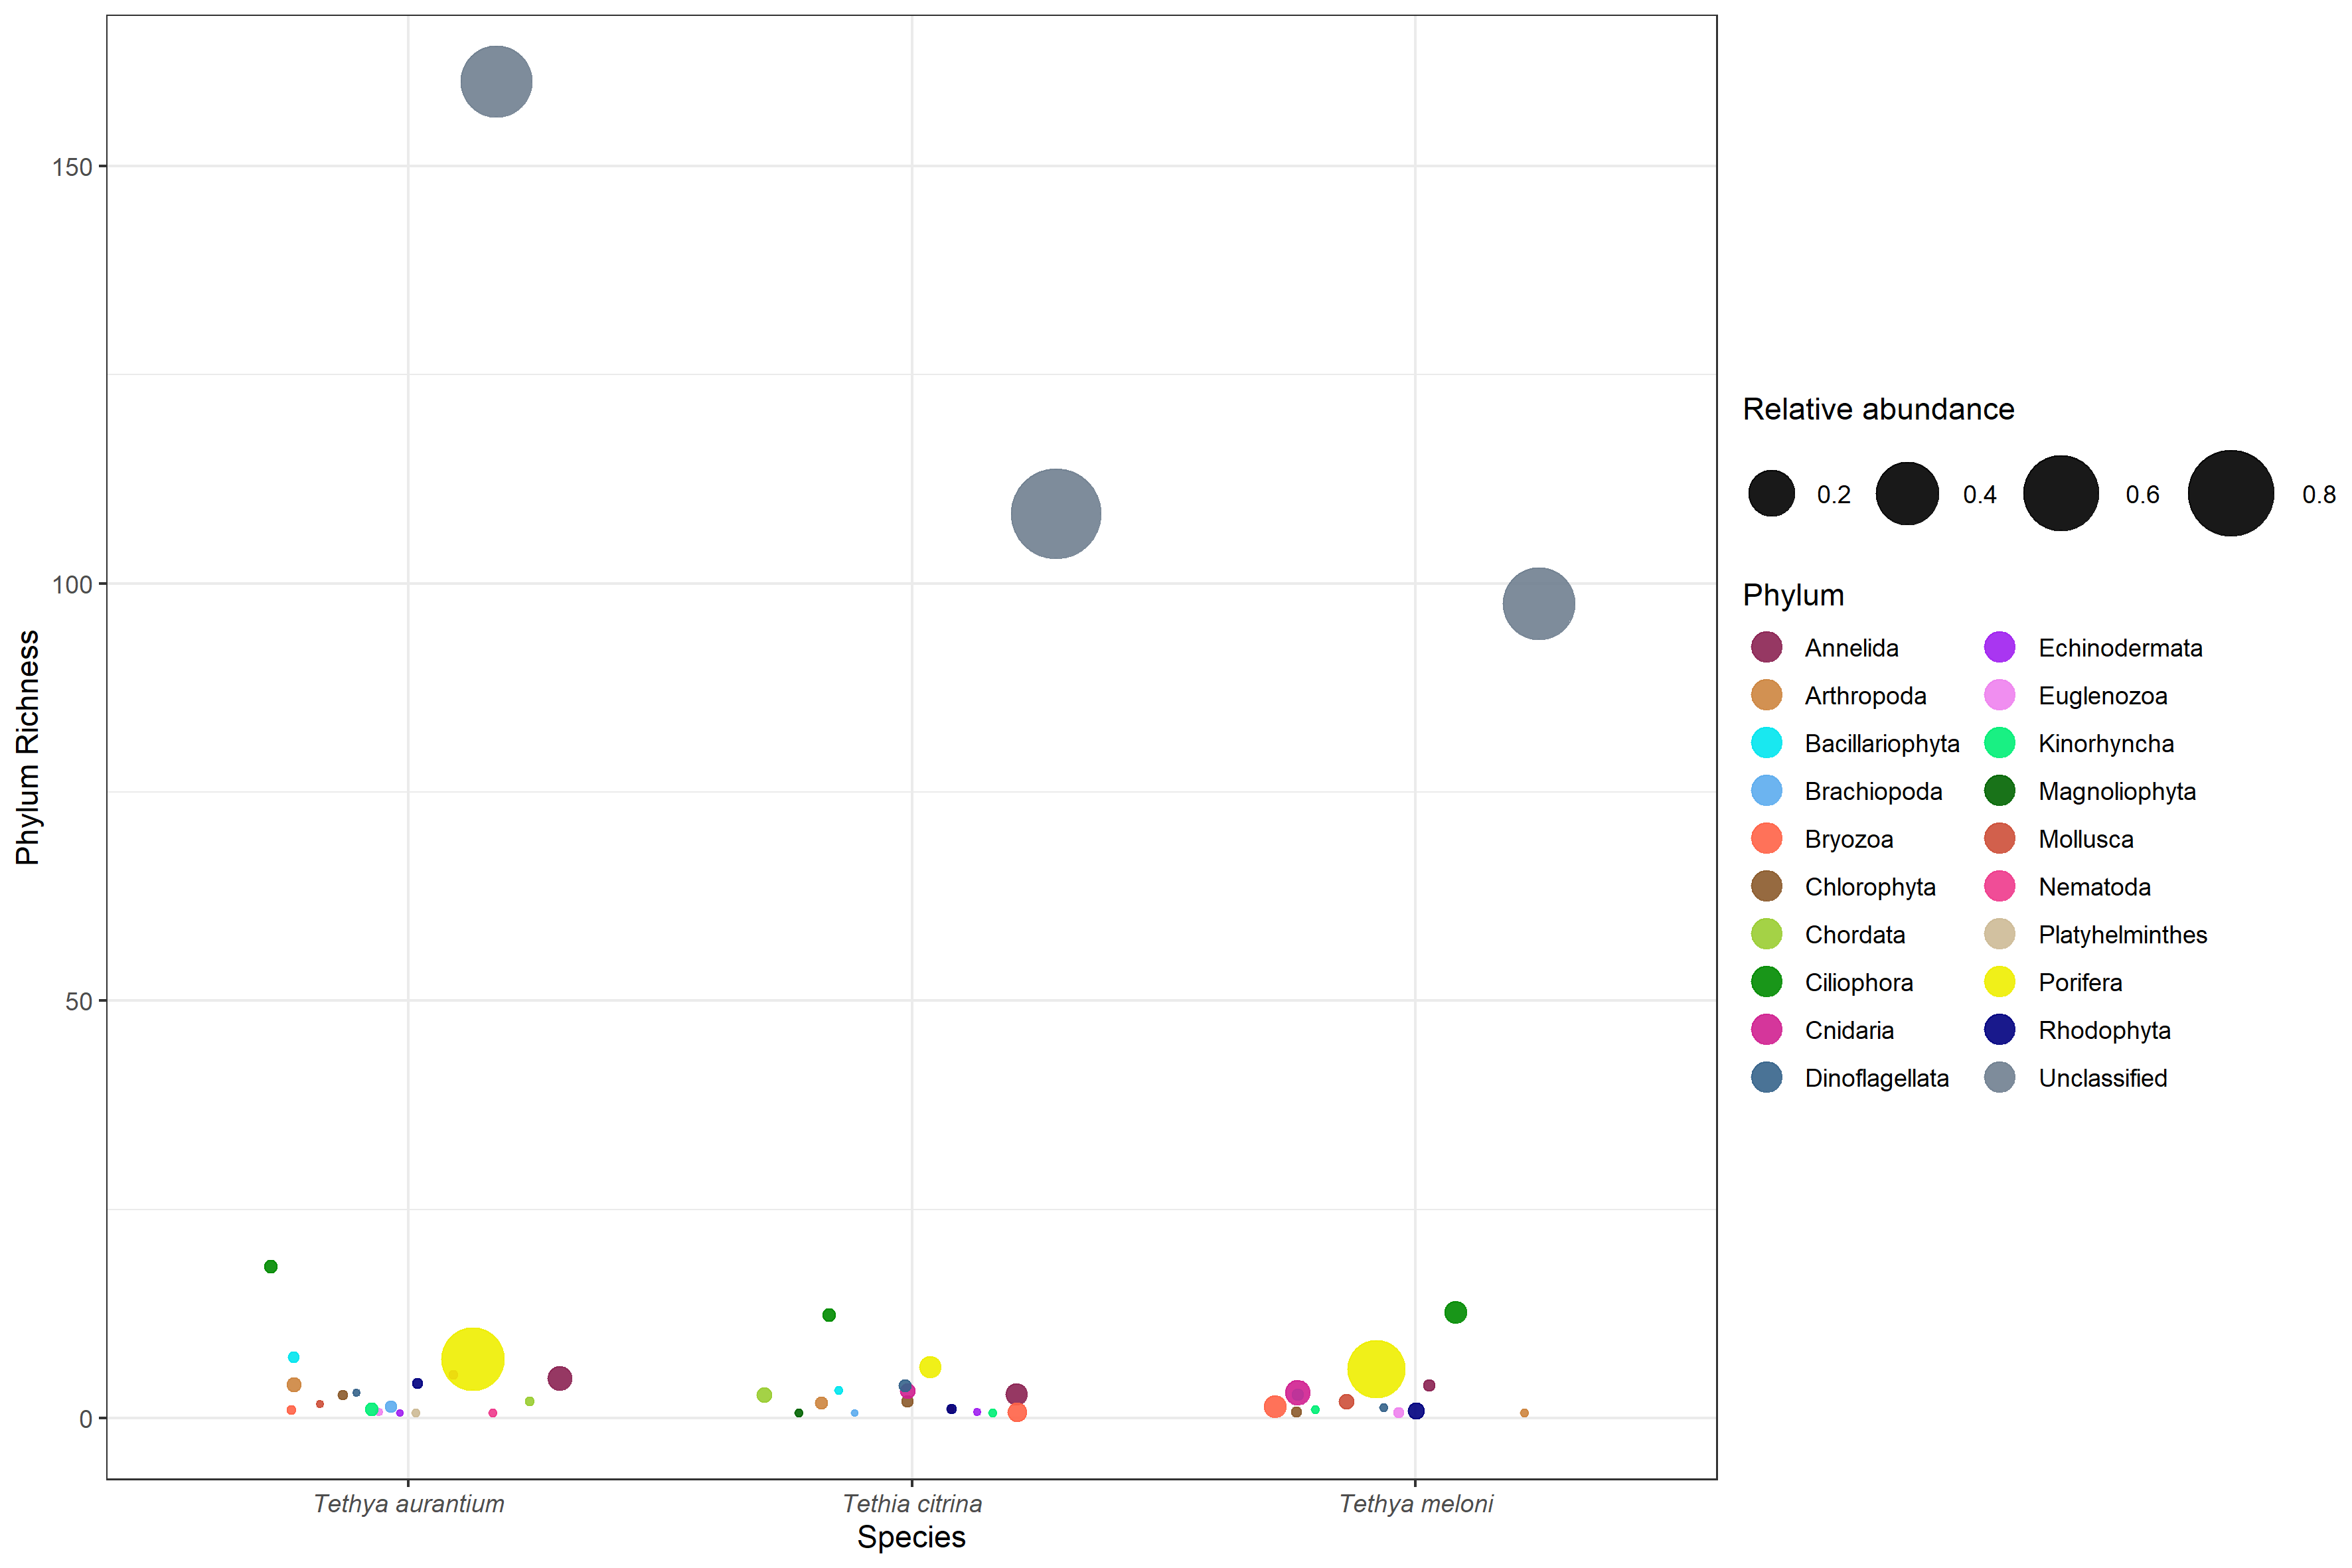 150
100
50
0
Phylum Richness
Tethya aurantium
Tethia citrina
Tethya meloni
Species
Relative abundance
0.2 0.4 0.6 0.8
Phylum
Annelida Echinodermata
Arthropoda Euglenozoa
Bacillariophyta Kinorhyncha
Brachiopoda Magnoliophyta
Bryozoa Mollusca
Chlorophyta Nematoda
Chordata Platyhelminthes
Ciliophora Porifera
Cnidaria Rhodophyta
Dinoflagellata Unclassified